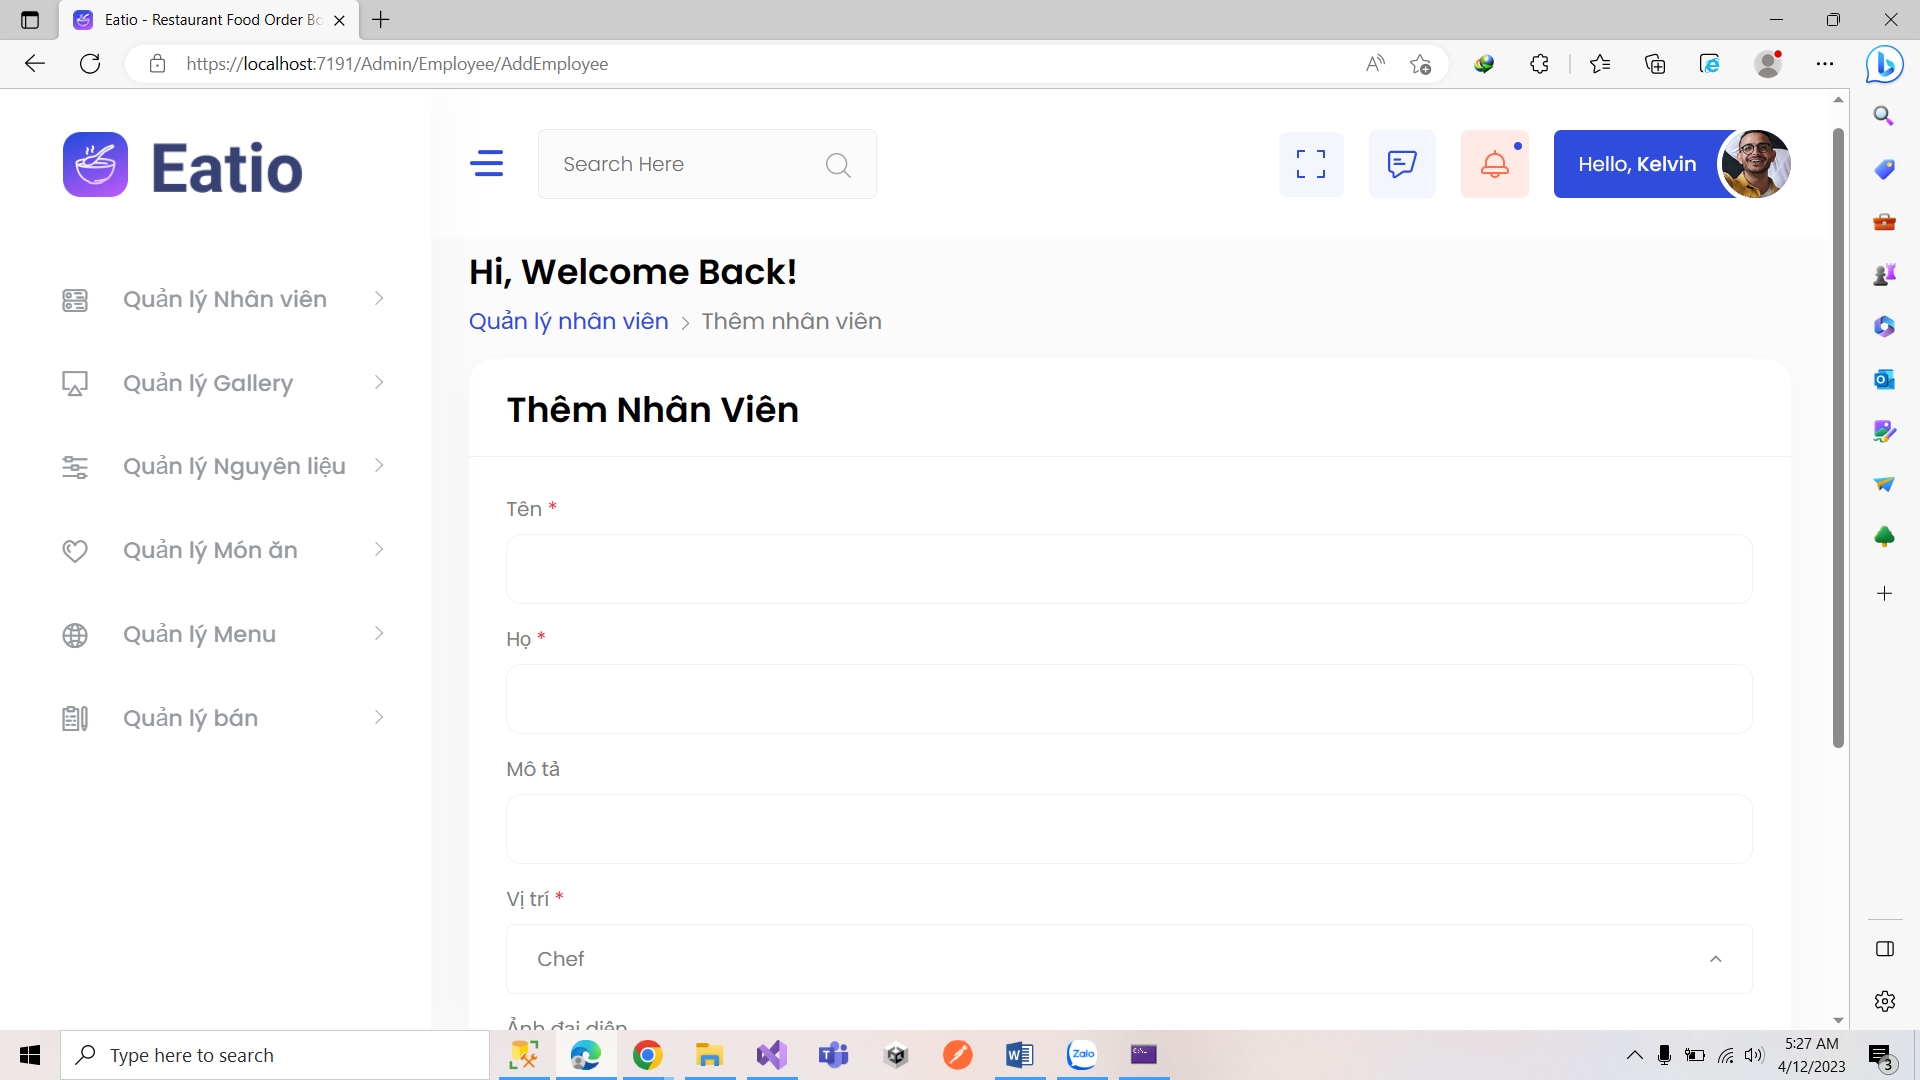 Eatio - Restaurant Food Order Bo
https://localhost:7191/Admin/Employee/AddEmployee
Eatio
Search Here
Hello, Kelvin
Hi, Welcome Back!
Quản lý nhân viên > Thêm nhân viên
Quản lý Nhân viên
Quản lý Gallery
Quản lý Nguyên liệu
Quản lý Món ăn
Quản lý Menu
Quản lý bán
Thêm Nhân Viên
Tên *
Họ *
Mô tả
Vị trí *
Chef
Ảnh đại diện
Type here to search
Zalo
5:27 AM
4/12/2023
3